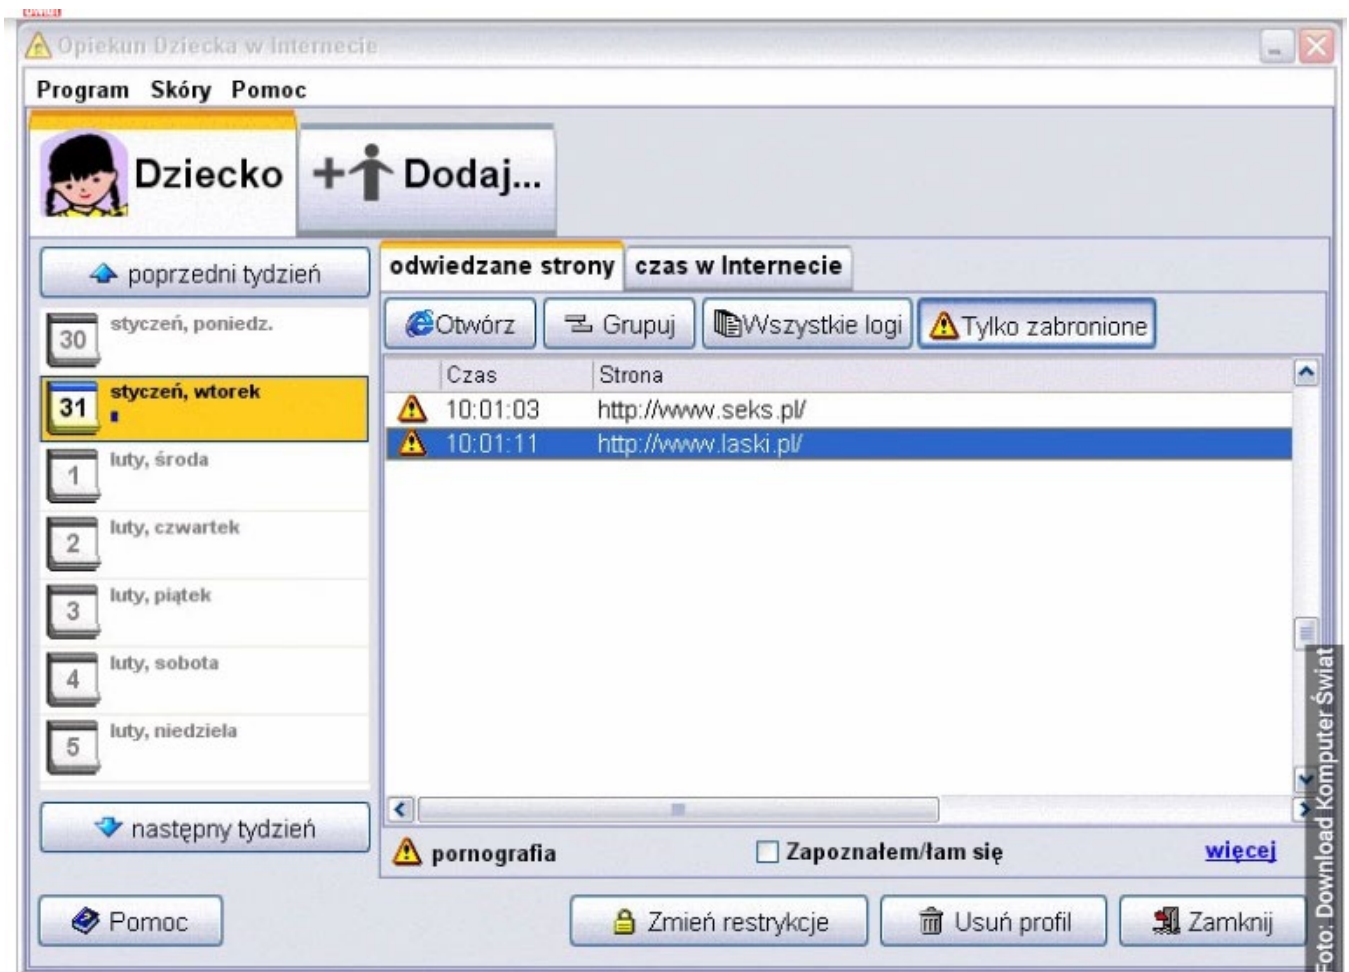 Opiekun Dziecka w Internecie
Program Skóry Pomoc
Dziecko
Dodaj...
poprzedni tydzień
30 styczeń, poniedz.
31 styczeń, wtorek
1 luty, środa
2 luty, czwartek
3 luty, piątek
4 luty, sobota
5 luty, niedziela
następny tydzień
odwiedzane strony czas w Internecie
Otwórz Grupuj Wszystkie logi Tylko zabronione
Czas Strona
10:01:03 http://www.seks.pl/
10:01:11 http://www.laski.pl/
pornografia Zapoznałem/łam się więcej
Pomoc Zmień restrykcje Usuń profil Zamknij
Foto: Download Komputer Świat